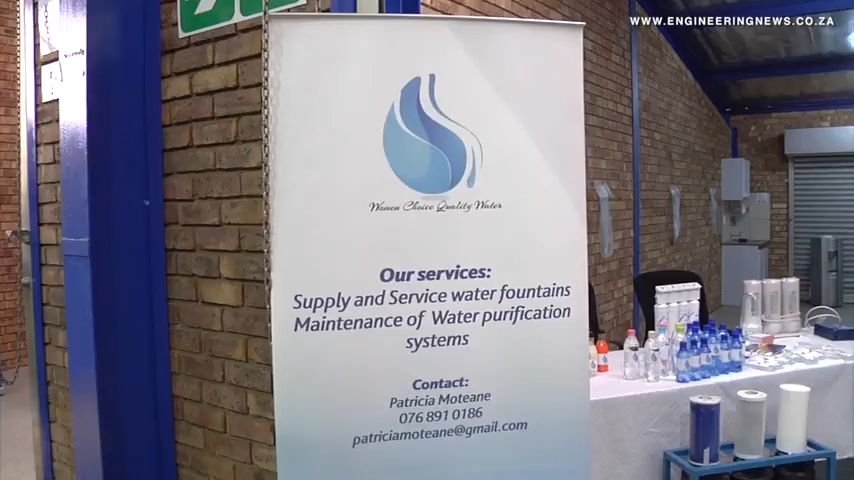 WWW.ENGINEERINGNEWS.CO.ZA
Women Choice Quality Water
Our services:
Supply and Service water fountains
Maintenance of Water purification
systems
Contact:
Patricia Moteane
076 891 0186
patriciamoteane@gmail.com